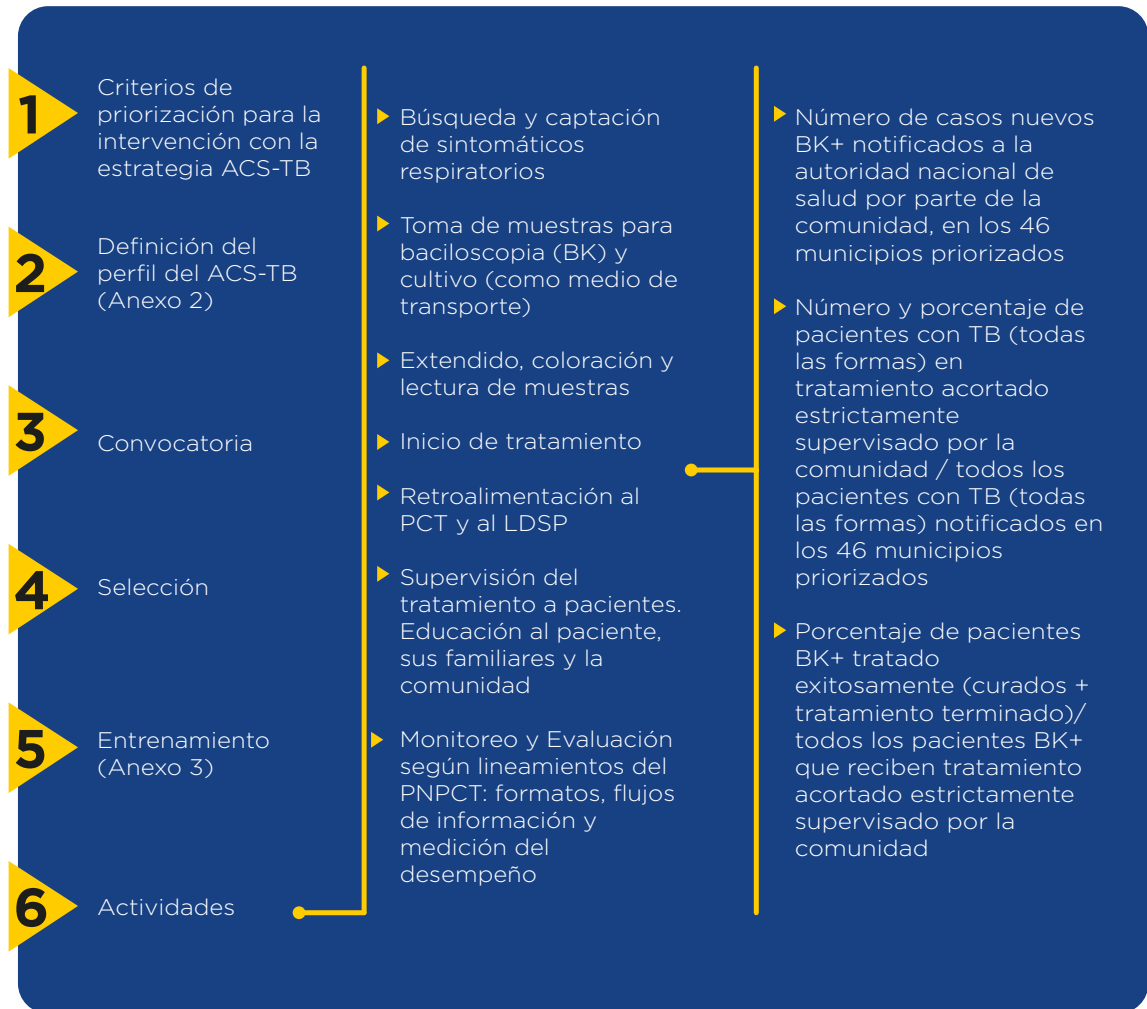 1
Criterios de
priorización para la
intervención con la
estrategia ACS-TB
2
Definición del
perfil del ACS-TB
(Anexo 2)
3
Convocatoria
4
Selección
5
Entrenamiento
(Anexo 3)
6
Actividades
Búsqueda y captación
de sintomáticos
respiratorios
Toma de muestras para
baciloscopia (BK) y
cultivo (como medio de
transporte)
Extendido, coloración y
lectura de muestras
Inicio de tratamiento
Retroalimentación al
PCT y al LDSP
Supervisión del
tratamiento a pacientes.
Educación al paciente,
sus familiares y la
comunidad
Monitoreo y Evaluación
según lineamientos del
PNPCT: formatos, flujos
de información y
medición del
desempeño
Número de casos nuevos
BK+ notificados a la
autoridad nacional de
salud por parte de la
comunidad, en los 46
municipios priorizados
Número y porcentaje de
pacientes con TB (todas
las formas) en
tratamiento acortado
estrictamente
supervisado por la
comunidad / todos los
pacientes con TB (todas
las formas) notificados en
los 46 municipios
priorizados
Porcentaje de pacientes
BK+ tratado
exitosamente (curados +
tratamiento terminado)/
todos los pacientes BK+
que reciben tratamiento
acortado estrictamente
supervisado por la
comunidad